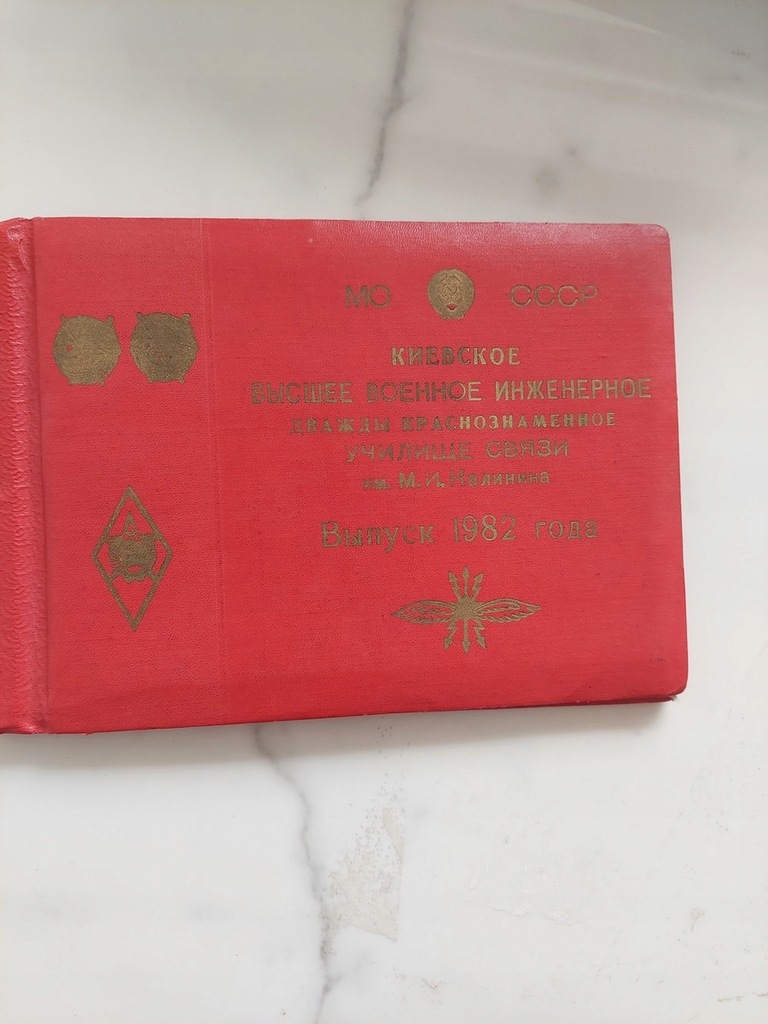 МО СССР
КИЕВСКОЕ
ВЫСШЕЕ ВОЕННОЕ ИНЖЕНЕРНОЕ
ДВАЖДЫ КРАСНОЗНАМЕННОЕ
УЧИЛИЩЕ СВЯЗИ
им. М. И. Калинина
Выпуск 1982 года